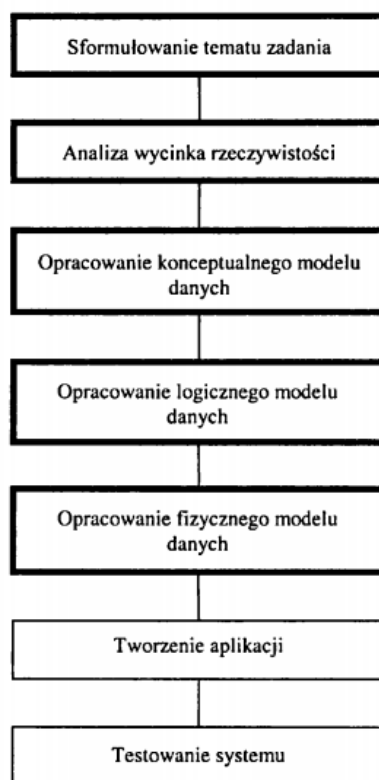 Sformułowanie tematu zadania
Analiza wycinka rzeczywistości
Opracowanie konceptualnego modelu
danych
Opracowanie logicznego modelu
danych
Opracowanie fizycznego modelu
danych
Tworzenie aplikacji
Testowanie systemu